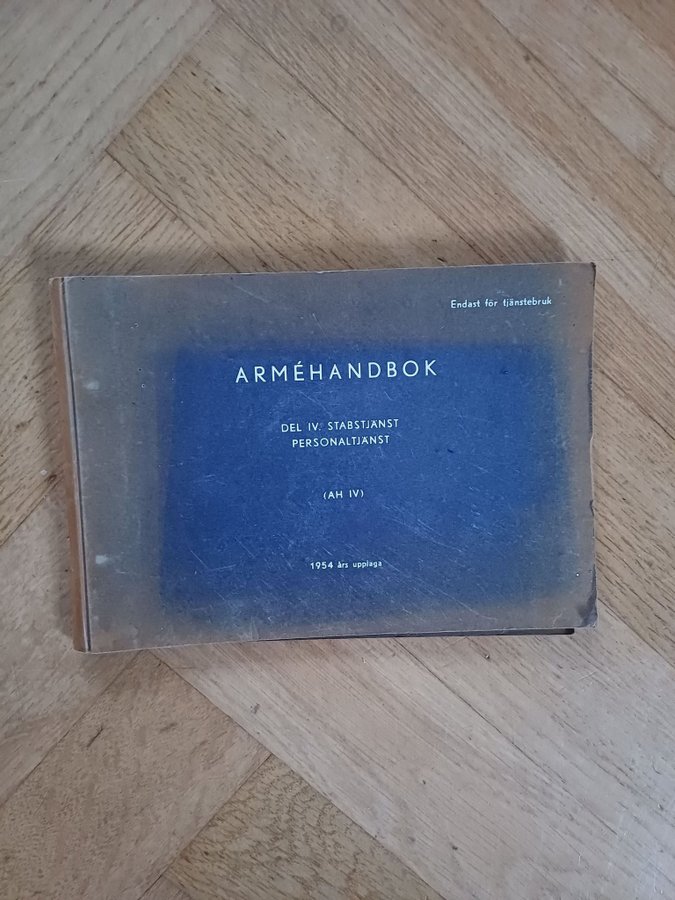 Endast för tjänstebruk
ARMÉHANDBOK
DEL IV. STABSTJÄNST
PERSONALTJÄNST
(AH IV)
1954 års upplaga